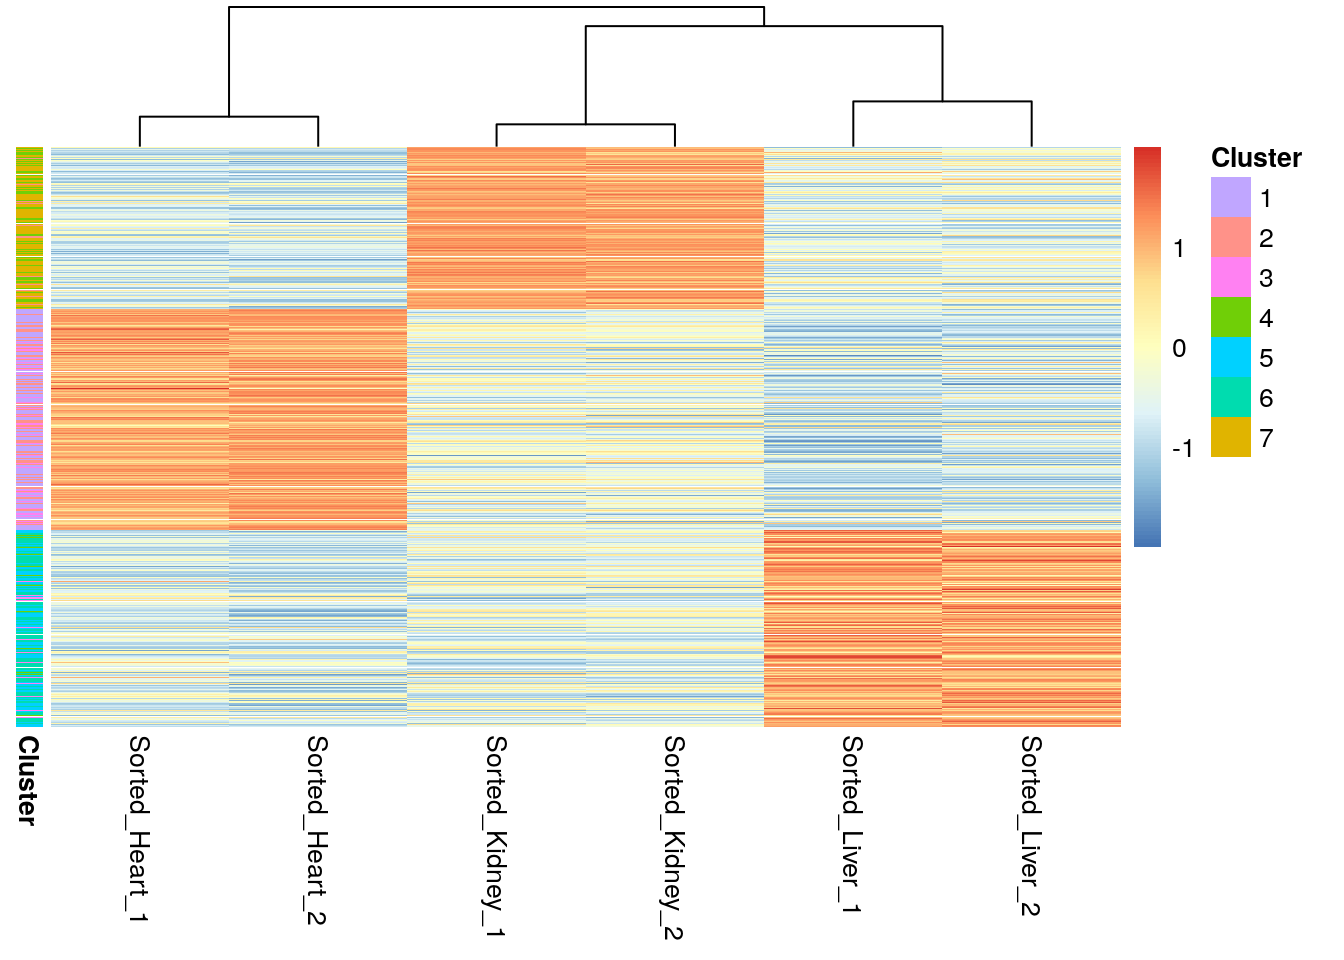 Cluster
1
2
3
4
5
6
7
1
0
-1
Cluster
Sorted_Heart_1
Sorted_Heart_2
Sorted_Kidney_1
Sorted_Kidney_2
Sorted_Liver_1
Sorted_Liver_2